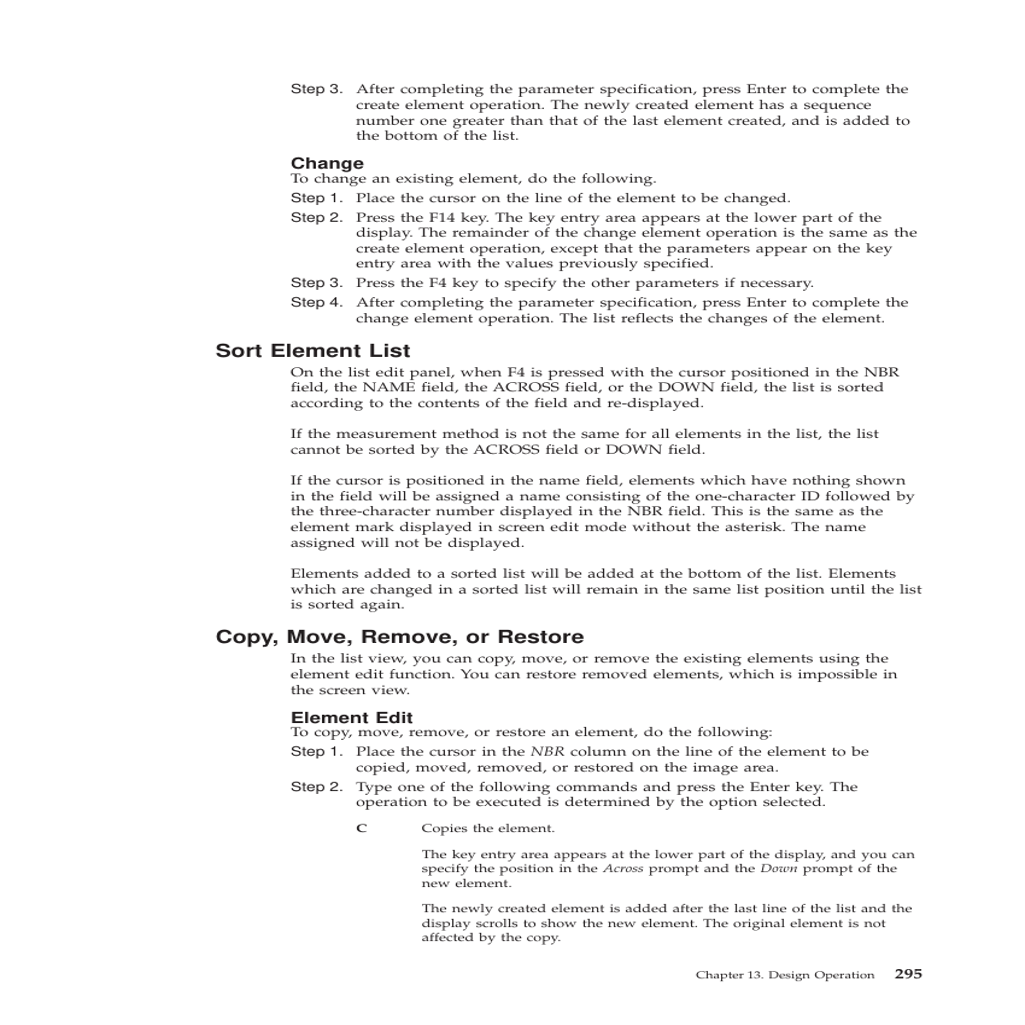 Step 3. After completing the parameter specification, press Enter to complete the
create element operation. The newly created element has a sequence
number one greater than that of the last element created, and is added to
the bottom of the list.
Change
To change an existing element, do the following.
Step 1. Place the cursor on the line of the element to be changed.
Step 2. Press the F14 key. The key entry area appears at the lower part of the
display. The remainder of the change element operation is the same as the
create element operation, except that the parameters appear on the key
entry area with the values previously specified.
Step 3. Press the F4 key to specify the other parameters if necessary.
Step 4. After completing the parameter specification, press Enter to complete the
change element operation. The list reflects the changes of the element.
Sort Element List
On the list edit panel, when F4 is pressed with the cursor positioned in the NBR
field, the NAME field, the ACROSS field, or the DOWN field, the list is sorted
according to the contents of the field and re-displayed.
If the measurement method is not the same for all elements in the list, the list
cannot be sorted by the ACROSS field or DOWN field.
If the cursor is positioned in the name field, elements which have nothing shown
in the field will be assigned a name consisting of the one-character ID followed by
the three-character number displayed in the NBR field. This is the same as the
element mark displayed in screen edit mode without the asterisk. The name
assigned will not be displayed.
Elements added to a sorted list will be added at the bottom of the list. Elements
which are changed in a sorted list will remain in the same list position until the list
is sorted again.
Copy, Move, Remove, or Restore
In the list view, you can copy, move, or remove the existing elements using the
element edit function. You can restore removed elements, which is impossible in
the screen view.
Element Edit
To copy, move, remove, or restore an element, do the following:
Step 1. Place the cursor in the NBR column on the line of the element to be
copied, moved, removed, or restored on the image area.
Step 2. Type one of the following commands and press the Enter key. The
operation to be executed is determined by the option selected.
C Copies the element.
The key entry area appears at the lower part of the display, and you can
specify the position in the Across prompt and the Down prompt of the
new element.
The newly created element is added after the last line of the list and the
display scrolls to show the new element. The original element is not
affected by the copy.
Chapter 13. Design Operation 295